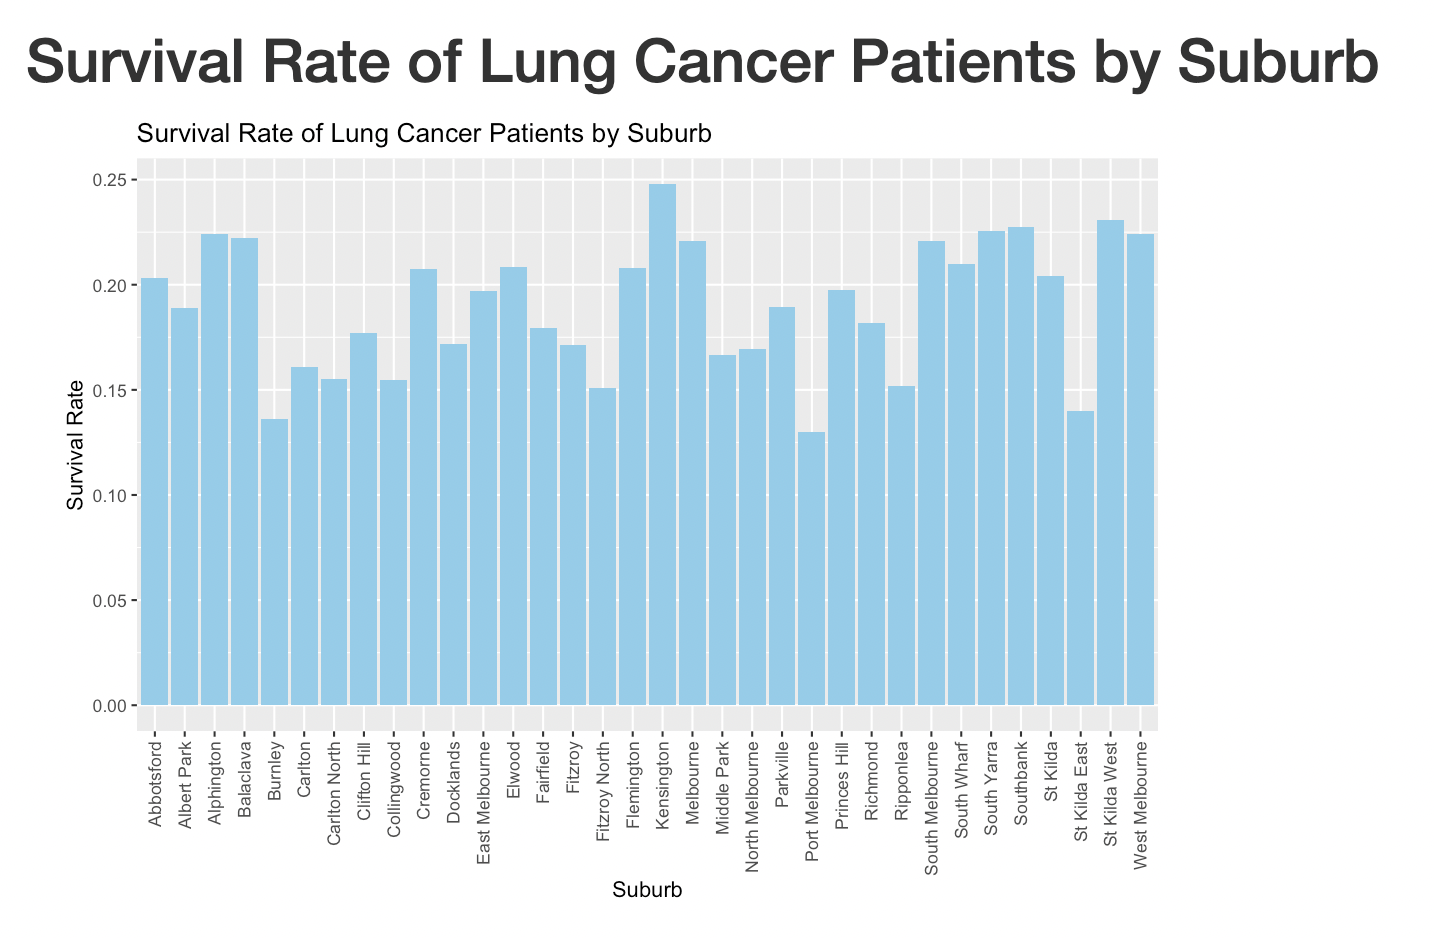 Survival Rate of Lung Cancer Patients by Suburb
Survival Rate of Lung Cancer Patients by Suburb
0.25
0.20
0.15
0.10
0.05
0.00
Survival Rate
Abbotsford
Albert Park
Alphington
Balaclava
Burnley
Carlton
Carlton North
Clifton Hill
Collingwood
Cremorne
Docklands
East Melbourne
Elwood
Fairfield
Fitzroy
Fitzroy North
Flemington
Kensington
Melbourne
Middle Park
North Melbourne
Parkville
Port Melbourne
Princes Hill
Richmond
Ripponlea
South Melbourne
South Wharf
South Yarra
Southbank
St Kilda
St Kilda East
St Kilda West
West Melbourne
Suburb